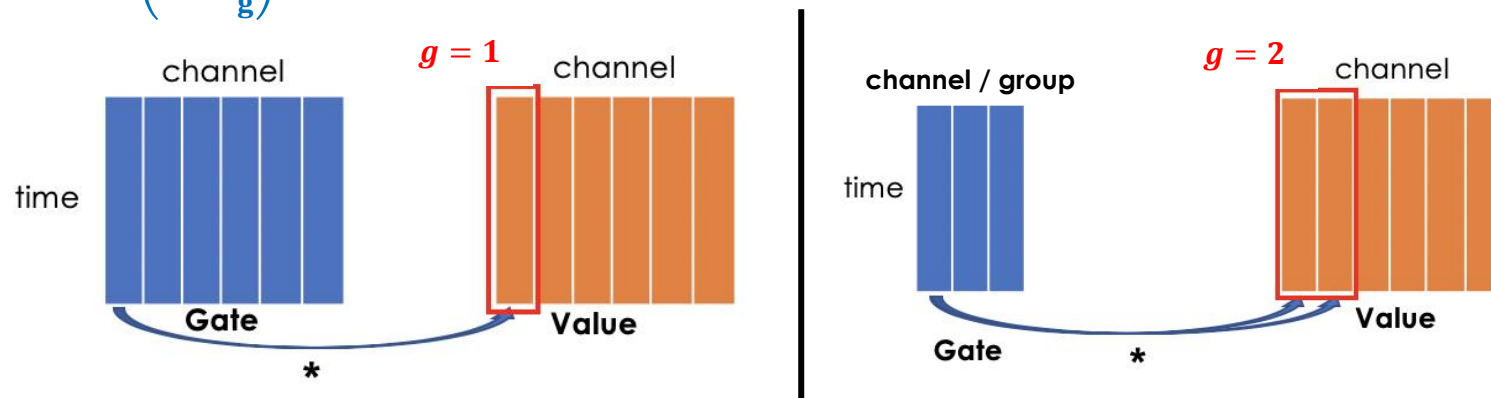 g
g = 1
channel
channel
time
Gate
Value
*
g = 2
channel / group
channel
time
Gate
Value
*